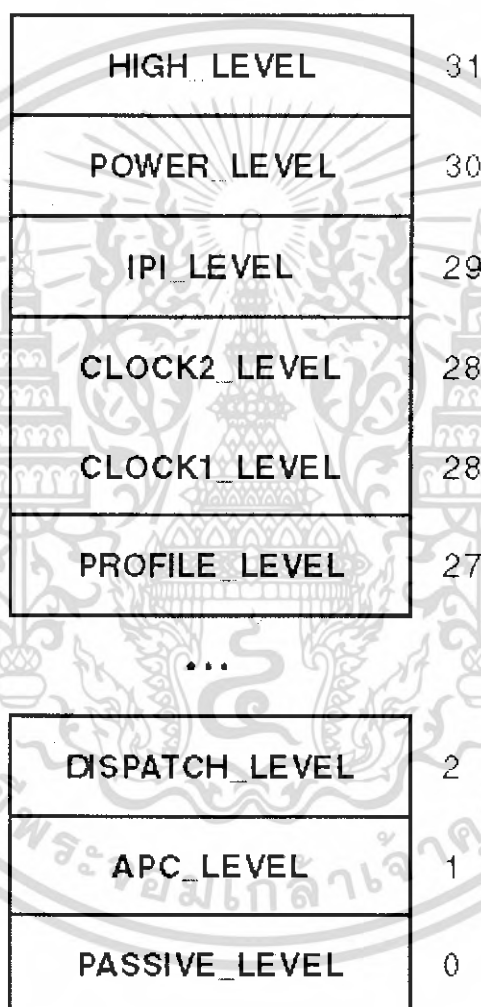 HIGH_LEVEL 31
POWER_LEVEL 30
IPI_LEVEL 29
CLOCK2_LEVEL 28
CLOCK1_LEVEL 28
PROFILE_LEVEL 27
...
DISPATCH_LEVEL 2
APC_LEVEL 1
PASSIVE_LEVEL 0